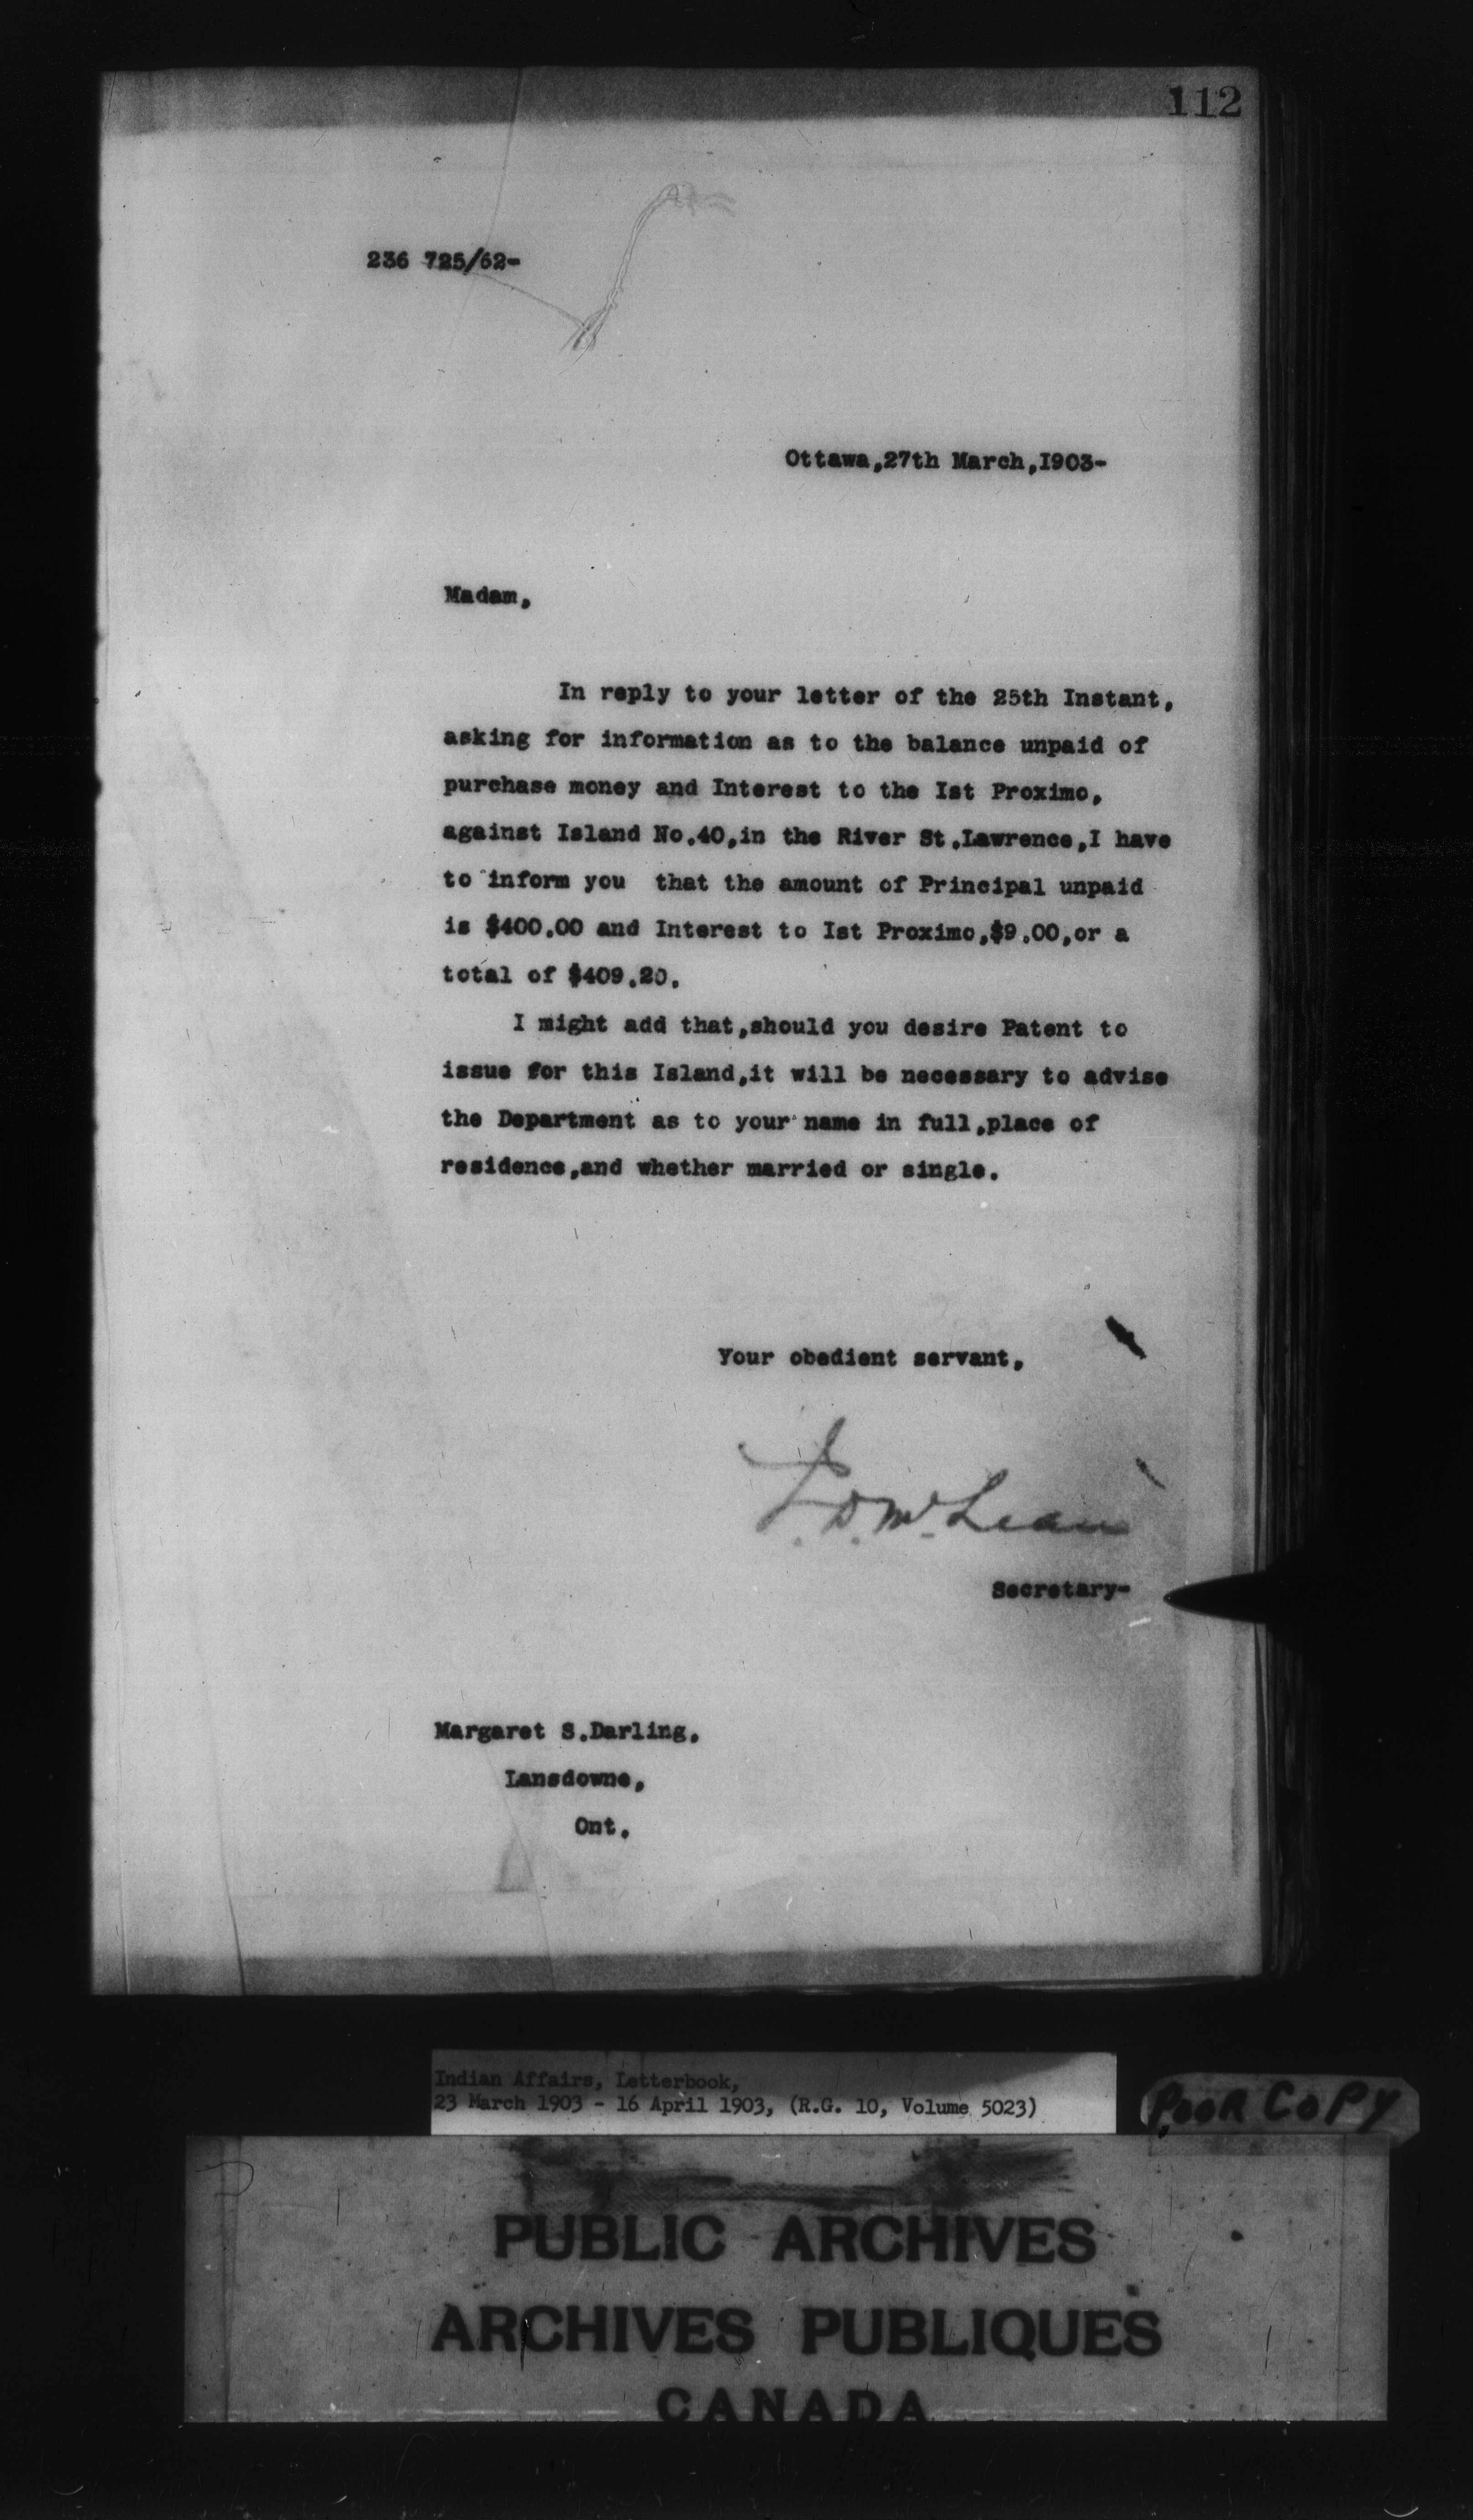 112
236 725/62-
Ottawa,27th March,I903-
Madam,
In reply to your letter of the 25th Instant,
asking for information as to the balance unpaid of
purchase money and Interest to the Ist Proximo,
against Island No.40,in the River St.Lawrence,I have
to inform you that the amount of Principal unpaid
is $400.00 and Interest to Ist Proximo,$9.00,or a
total of $409.20.
I might add that,should you desire Patent to
issue for this Island,it will be necessary to advise
the Department as to your name in full,place of
residence,and whether married or single.
Your obedient servant,
J. D. McLean
Secretary-
Margaret S.Darling,
Lansdowne,
Ont.
Indian Affairs, Letterbook,
23 March 1903 - 16 April 1903, (R.G. 10, Volume 5023)
POOR COPY
PUBLIC ARCHIVES
ARCHIVES PUBLIQUES
CANADA